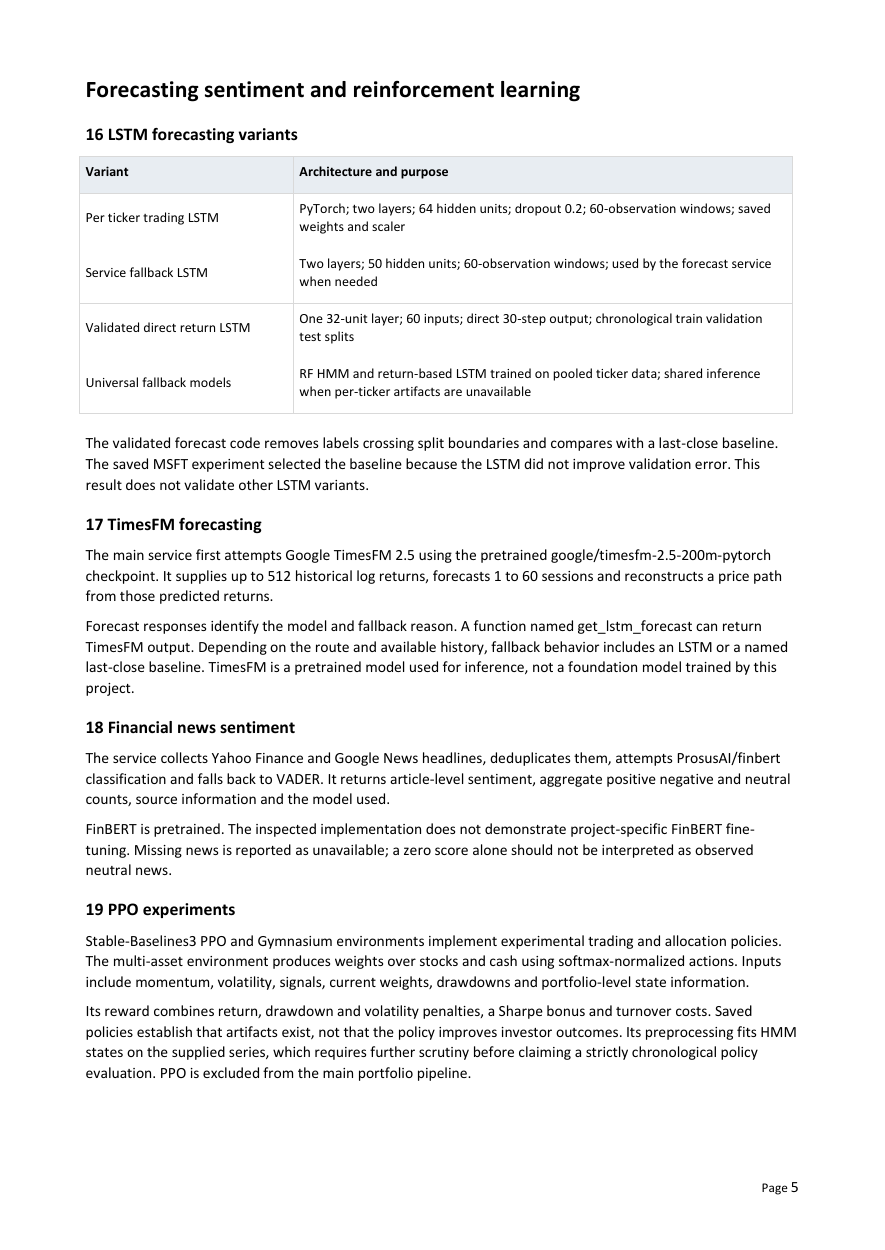 Forecasting sentiment and reinforcement learning
16 LSTM forecasting variants
Variant
Architecture and purpose
Per ticker trading LSTM
PyTorch; two layers; 64 hidden units; dropout 0.2; 60-observation windows; saved
weights and scaler
Service fallback LSTM
Two layers; 50 hidden units; 60-observation windows; used by the forecast service
when needed
Validated direct return LSTM
One 32-unit layer; 60 inputs; direct 30-step output; chronological train validation
test splits
Universal fallback models
RF HMM and return-based LSTM trained on pooled ticker data; shared inference
when per-ticker artifacts are unavailable
The validated forecast code removes labels crossing split boundaries and compares with a last-close baseline.
The saved MSFT experiment selected the baseline because the LSTM did not improve validation error. This
result does not validate other LSTM variants.
17 TimesFM forecasting
The main service first attempts Google TimesFM 2.5 using the pretrained google/timesfm-2.5-200m-pytorch
checkpoint. It supplies up to 512 historical log returns, forecasts 1 to 60 sessions and reconstructs a price path
from those predicted returns.
Forecast responses identify the model and fallback reason. A function named get_lstm_forecast can return
TimesFM output. Depending on the route and available history, fallback behavior includes an LSTM or a named
last-close baseline. TimesFM is a pretrained model used for inference, not a foundation model trained by this
project.
18 Financial news sentiment
The service collects Yahoo Finance and Google News headlines, deduplicates them, attempts ProsusAI/finbert
classification and falls back to VADER. It returns article-level sentiment, aggregate positive negative and neutral
counts, source information and the model used.
FinBERT is pretrained. The inspected implementation does not demonstrate project-specific FinBERT fine-
tuning. Missing news is reported as unavailable; a zero score alone should not be interpreted as observed
neutral news.
19 PPO experiments
Stable-Baselines3 PPO and Gymnasium environments implement experimental trading and allocation policies.
The multi-asset environment produces weights over stocks and cash using softmax-normalized actions. Inputs
include momentum, volatility, signals, current weights, drawdowns and portfolio-level state information.
Its reward combines return, drawdown and volatility penalties, a Sharpe bonus and turnover costs. Saved
policies establish that artifacts exist, not that the policy improves investor outcomes. Its preprocessing fits HMM
states on the supplied series, which requires further scrutiny before claiming a strictly chronological policy
evaluation. PPO is excluded from the main portfolio pipeline.
Page 5